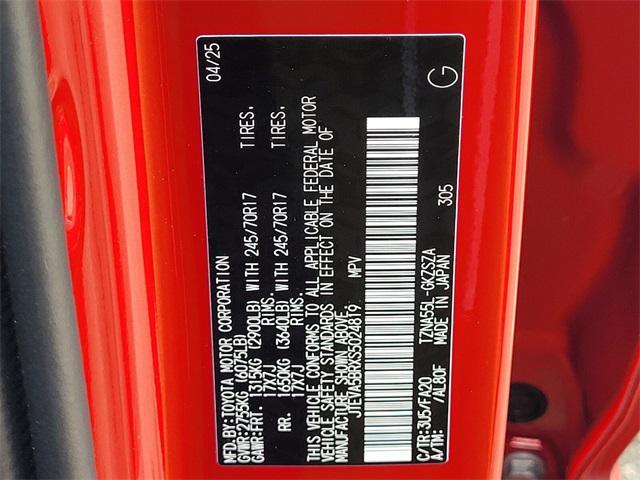 MFD.BY:TOYOTA MOTOR CORPORATION 04/25
GVWR:2755KG (6075LB)
GAWR:FRT. 1315KG (2900LB) WITH 245/70R17 TIRES.
17X7J RIMS.
RR. 1650KG (3640LB) WITH 245/70R17 TIRES.
17X7J RIMS.
THIS VEHICLE CONFORMS TO ALL APPLICABLE FEDERAL MOTOR
VEHICLE SAFETY STANDARDS IN EFFECT ON THE DATE OF
MANUFACTURE SHOWN ABOVE.
JTEVA5BRXS5024819 MPV
305
C/TR:3U5/FA20 TZNA55L-GKZSZA
A/TM: /AL80F MADE IN JAPAN
G